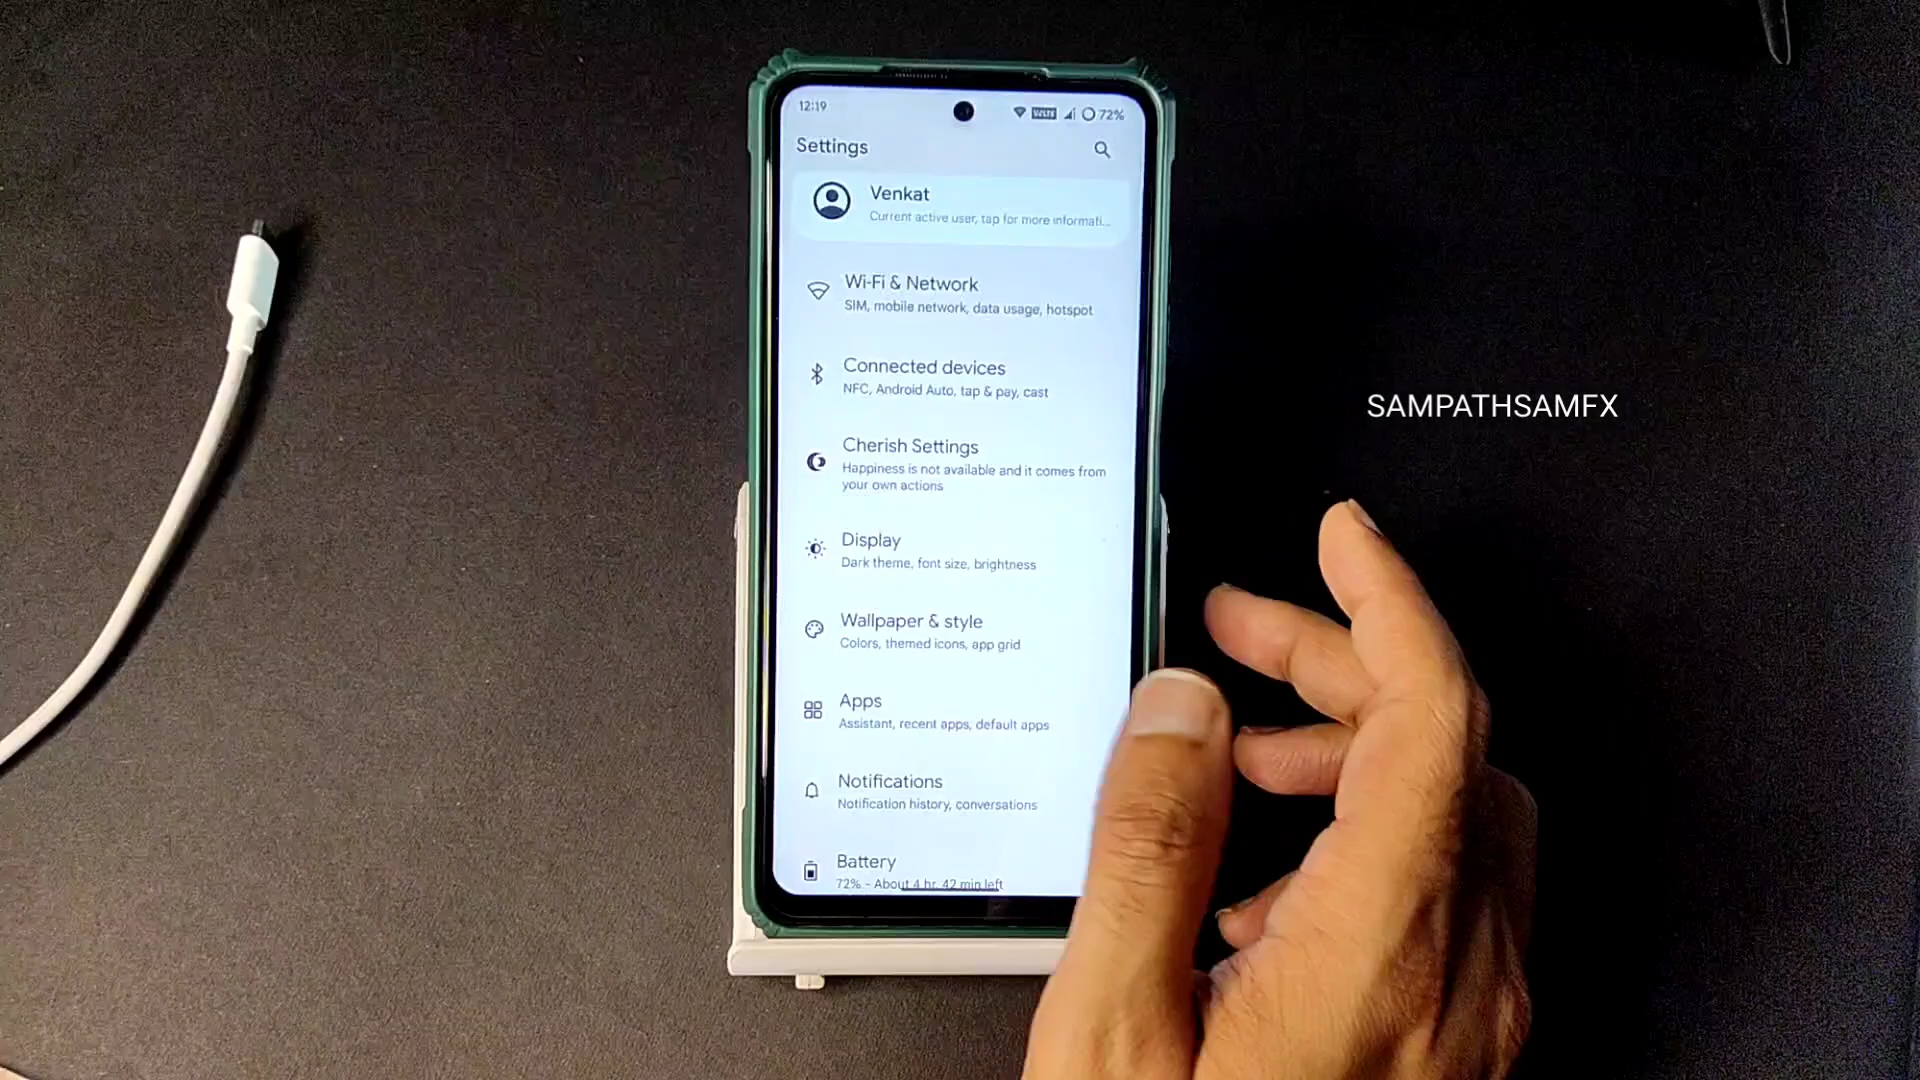 12:19
VoLTE 72%
Settings
Venkat
Current active user, tap for more informati...
Wi-Fi & Network
SIM, mobile network, data usage, hotspot
Connected devices
NFC, Android Auto, tap & pay, cast
Cherish Settings
Happiness is not available and it comes from
your own actions
SAMPATHSAMFX
Display
Dark theme, font size, brightness
Wallpaper & style
Colors, themed icons, app grid
Apps
Assistant, recent apps, default apps
Notifications
Notification history, conversations
Battery
72% - About 4 hr, 42 min left